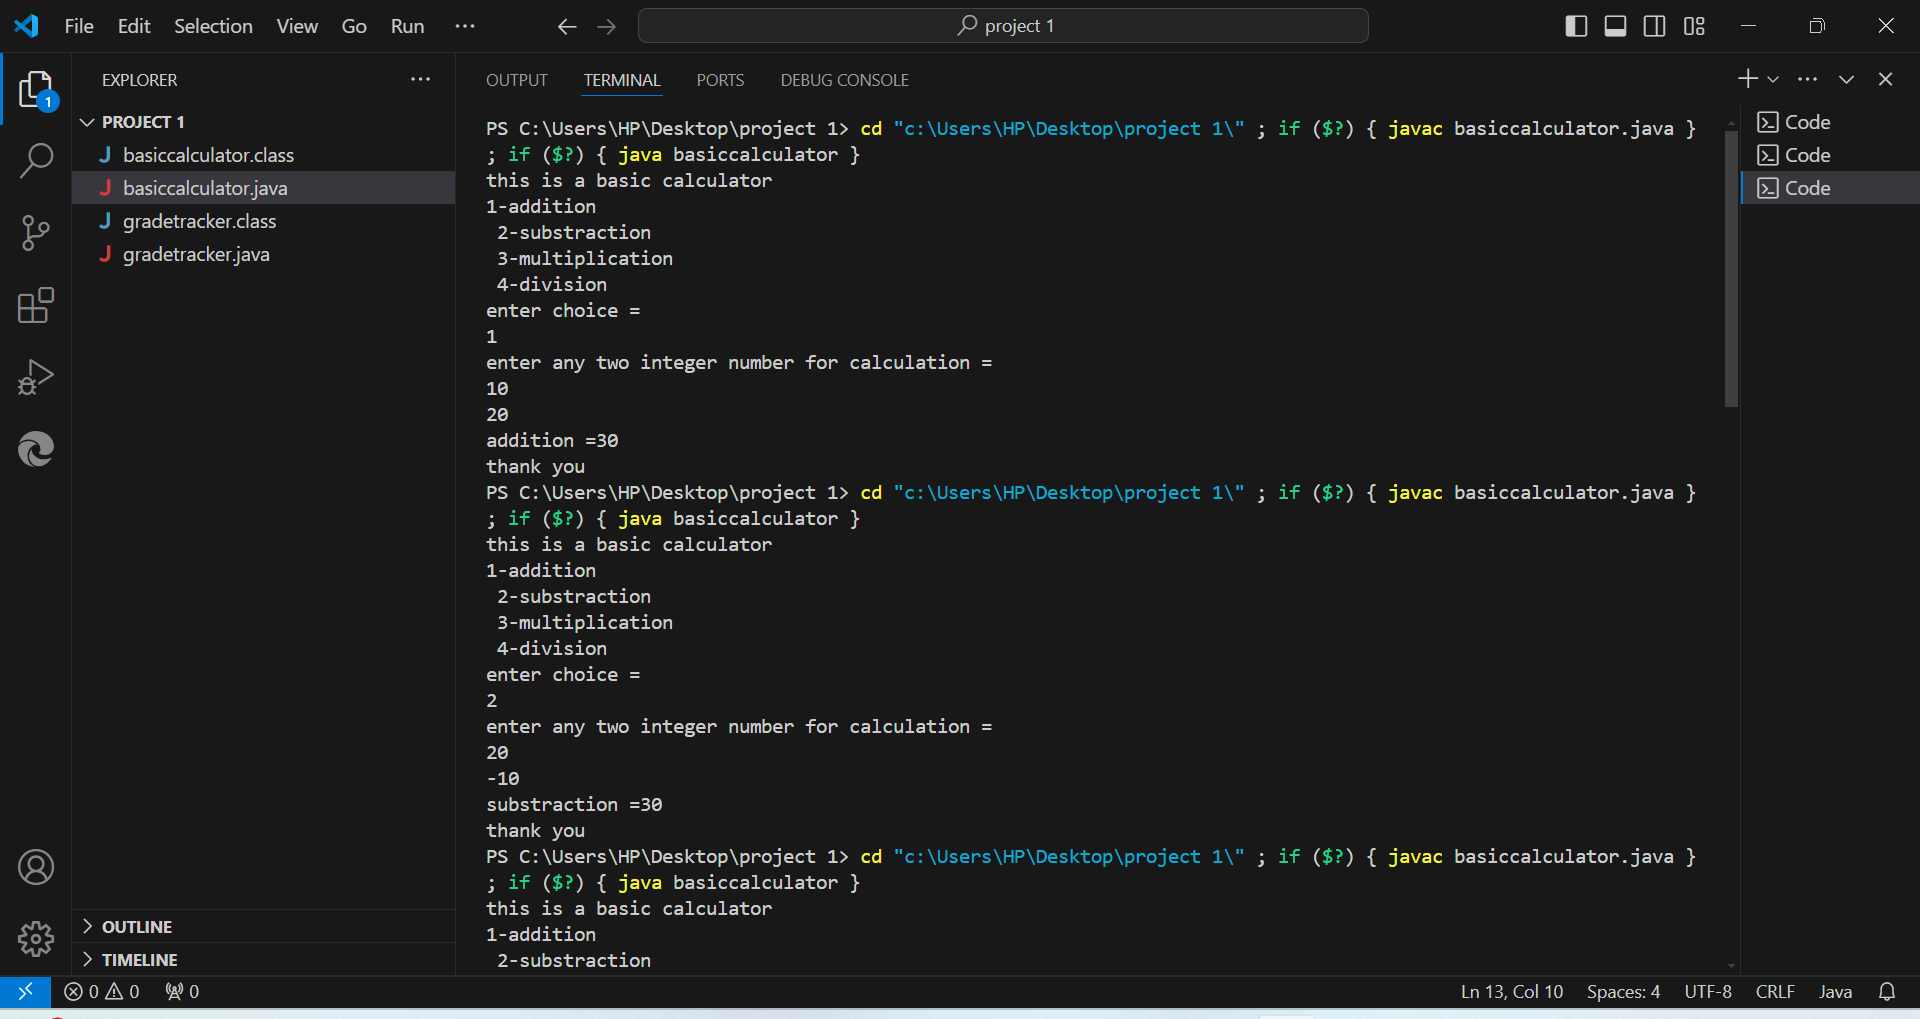 File Edit Selection View Go Run ... project 1
EXPLORER ...
PROJECT 1
basiccalculator.class
basiccalculator.java
gradetracker.class
gradetracker.java
OUTLINE
TIMELINE
1
OUTPUT TERMINAL PORTS DEBUG CONSOLE
PS C:\Users\HP\Desktop\project 1> cd "c:\Users\HP\Desktop\project 1\" ; if ($?) { javac basiccalculator.java }
; if ($?) { java basiccalculator }
this is a basic calculator
1-addition
 2-substraction
 3-multiplication
 4-division
enter choice =
1
enter any two integer number for calculation =
10
20
addition =30
thank you
PS C:\Users\HP\Desktop\project 1> cd "c:\Users\HP\Desktop\project 1\" ; if ($?) { javac basiccalculator.java }
; if ($?) { java basiccalculator }
this is a basic calculator
1-addition
 2-substraction
 3-multiplication
 4-division
enter choice =
2
enter any two integer number for calculation =
20
-10
substraction =30
thank you
PS C:\Users\HP\Desktop\project 1> cd "c:\Users\HP\Desktop\project 1\" ; if ($?) { javac basiccalculator.java }
; if ($?) { java basiccalculator }
this is a basic calculator
1-addition
 2-substraction
Code
Code
Code
0 0 0 Ln 13, Col 10 Spaces: 4 UTF-8 CRLF Java